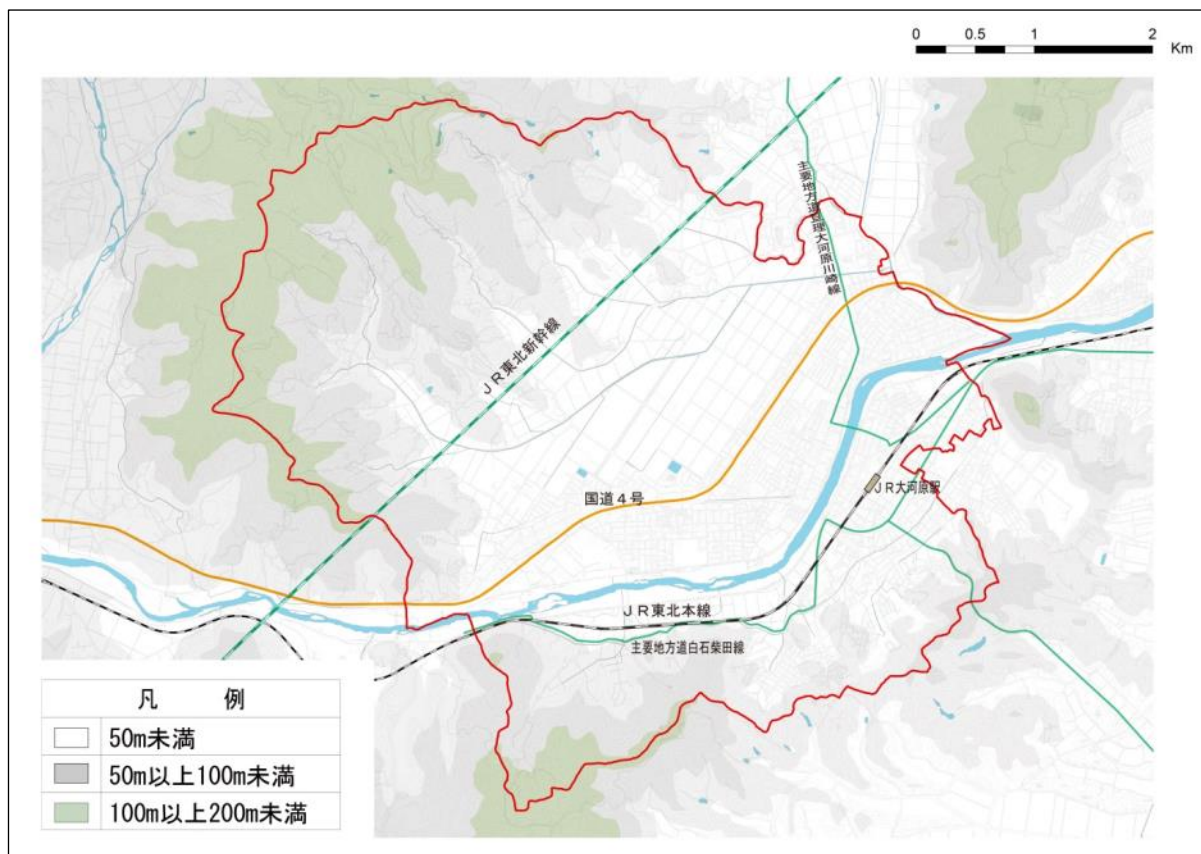 0 0.5 1 2
Km
主要地方道亘理大河原川崎線
JR東北新幹線
国道4号
JR大河原駅
JR東北本線
主要地方道白石柴田線
凡 例
50m未満
50m以上100m未満
100m以上200m未満